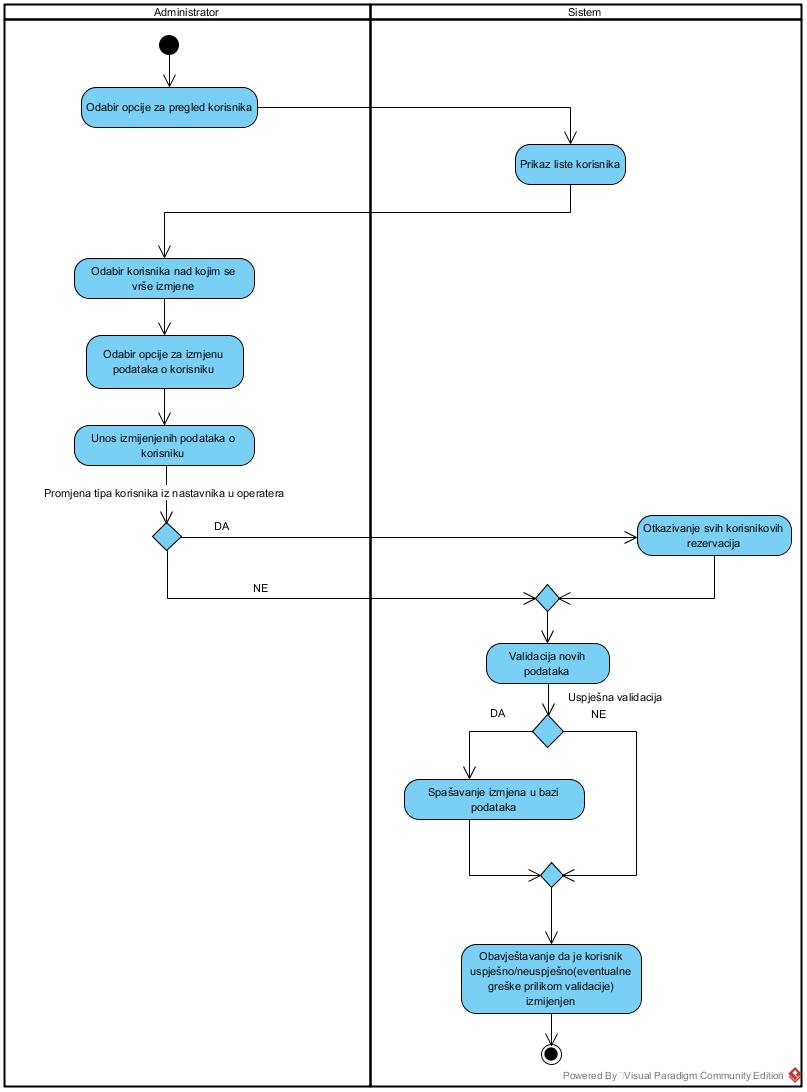 Administrator
Sistem
Odabir opcije za pregled korisnika
Prikaz liste korisnika
Odabir korisnika nad kojim se
vrše izmjene
Odabir opcije za izmjenu
podataka o korisniku
Unos izmijenjenih podataka o
korisniku
Promjena tipa korisnika iz nastavnika u operatera
DA
Otkazivanje svih korisnikovih
rezervacija
NE
Validacija novih
podataka
Uspješna validacija
DA
NE
Spašavanje izmjena u bazi
podataka
Obavještavanje da je korisnik
uspješno/neuspješno(eventualne
greške prilikom validacije)
izmijenjen
Powered By Visual Paradigm Community Edition